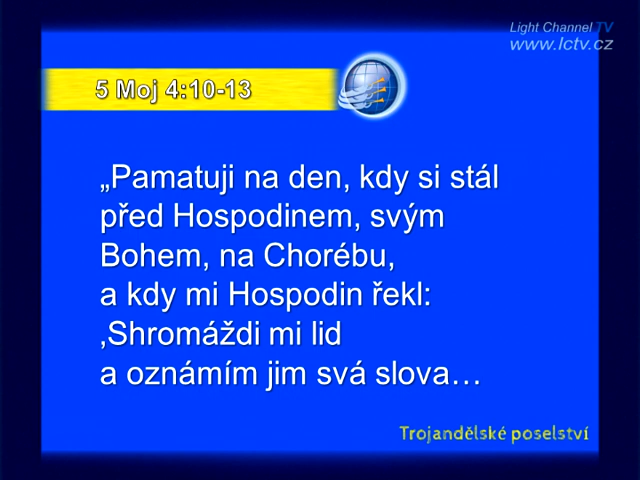 Light Channel TV
www.lctv.cz
5 Moj 4:10-13
„Pamatuji na den, kdy si stál
před Hospodinem, svým
Bohem, na Chorébu,
a kdy mi Hospodin řekl:
‚Shromáždi mi lid
a oznámím jim svá slova…
Trojandělské poselství